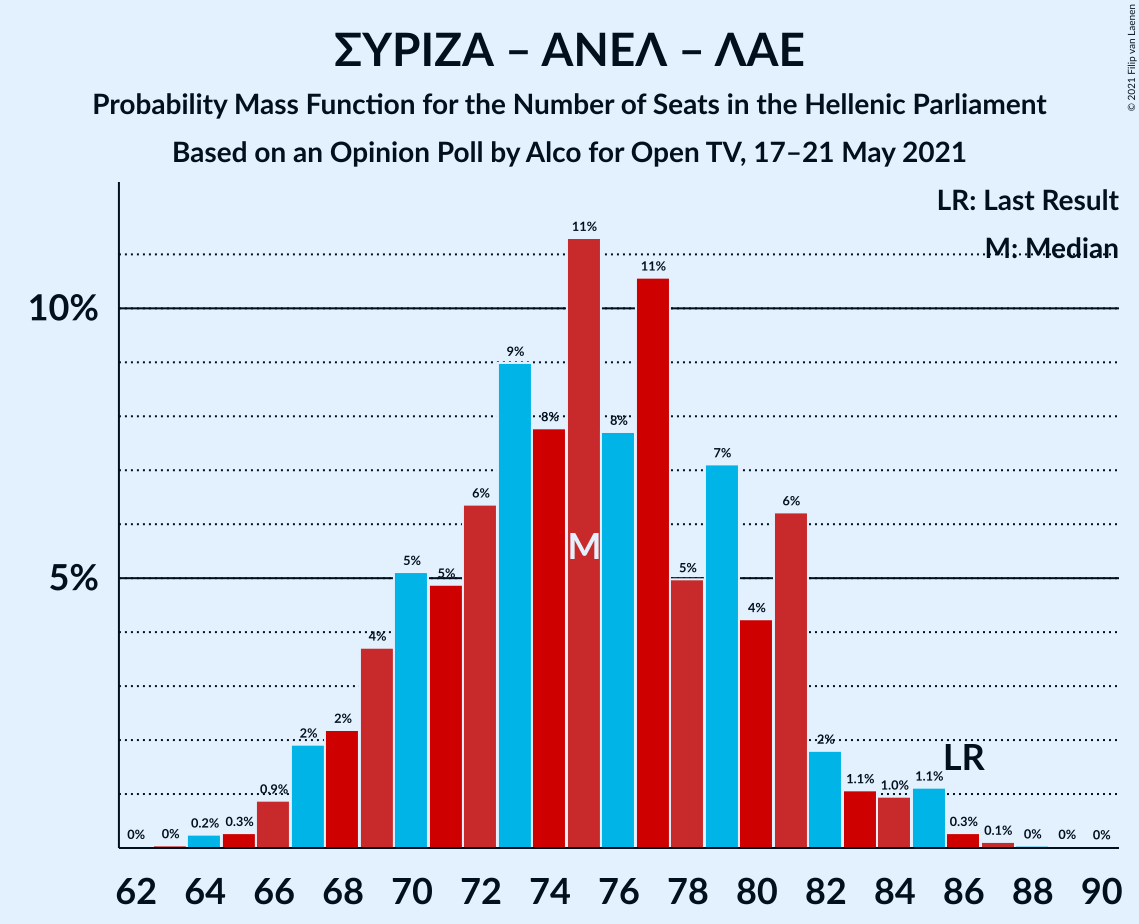 ΣΥΡΙΖΑ – ΑΝΕΛ – ΛΑΕ
Probability Mass Function for the Number of Seats in the Hellenic Parliament
Based on an Opinion Poll by Alco for Open TV, 17–21 May 2021
© 2021 Filip van Laenen
LR: Last Result
M: Median
10%
5%
0% 0% 0.2% 0.3% 0.9% 2% 2% 4% 5% 5% 6% 9% 8% 11% 8% 11% 5% 7% 4% 6% 2% 1.1% 1.0% 1.1% 0.3% 0.1% 0% 0% 0%
M
LR
62 64 66 68 70 72 74 76 78 80 82 84 86 88 90